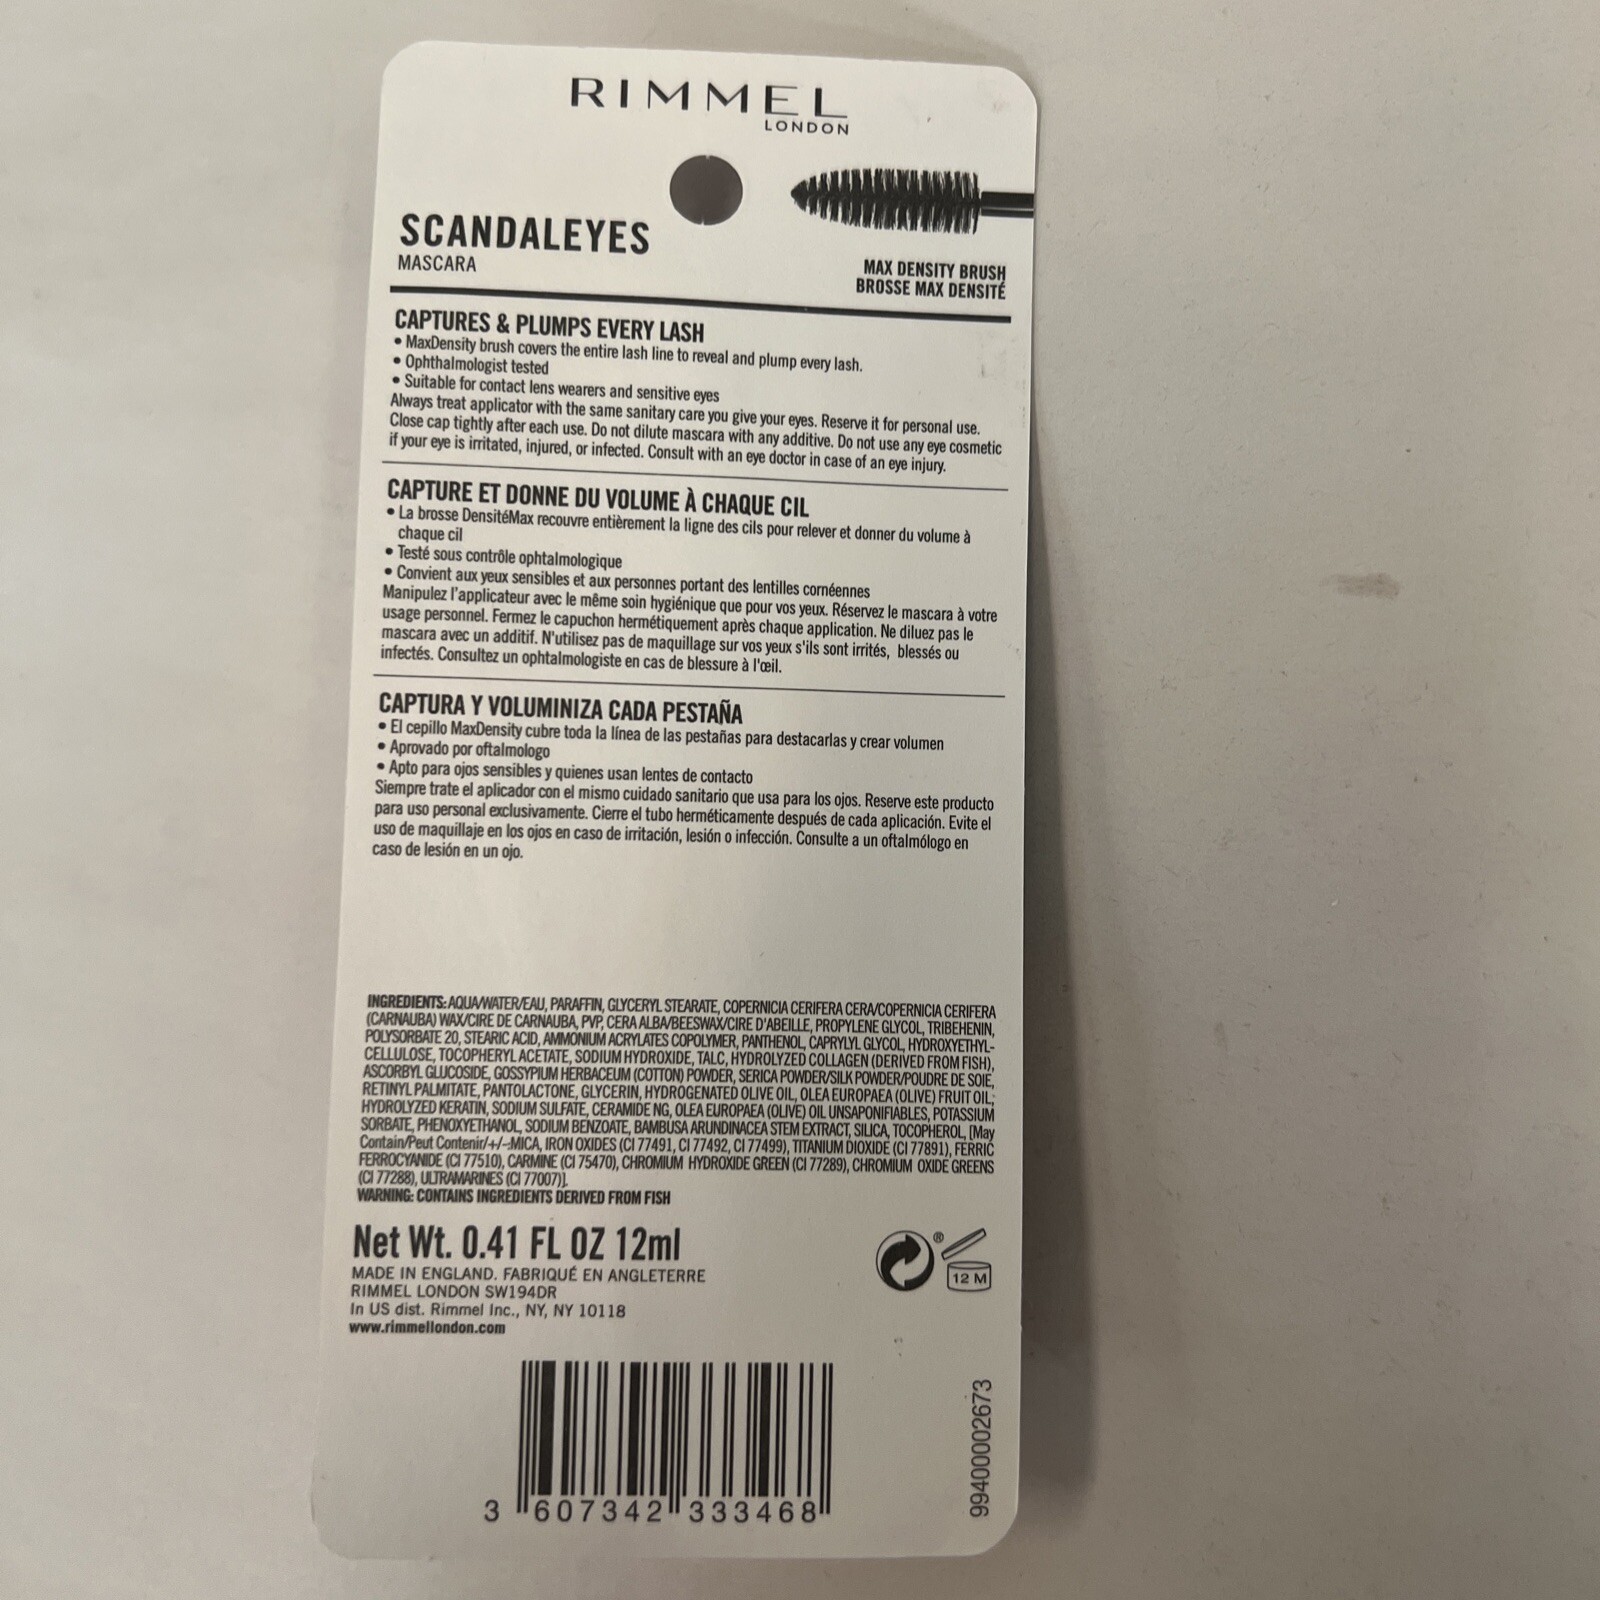 RIMMEL
LONDON
SCANDALEYES
MASCARA
MAX DENSITY BRUSH
BROSSE MAX DENSITÉ
CAPTURES & PLUMPS EVERY LASH
• MaxDensity brush covers the entire lash line to reveal and plump every lash.
• Ophthalmologist tested
• Suitable for contact lens wearers and sensitive eyes
Always treat applicator with the same sanitary care you give your eyes. Reserve it for personal use.
Close cap tightly after each use. Do not dilute mascara with any additive. Do not use any eye cosmetic
if your eye is irritated, injured, or infected. Consult with an eye doctor in case of an eye injury.
CAPTURE ET DONNE DU VOLUME À CHAQUE CIL
• La brosse DensitéMax recouvre entièrement la ligne des cils pour relever et donner du volume à
chaque cil
• Testé sous contrôle ophtalmologique
• Convient aux yeux sensibles et aux personnes portant des lentilles cornéennes
Manipulez l'applicateur avec le même soin hygiénique que pour vos yeux. Réservez le mascara à votre
usage personnel. Fermez le capuchon hermétiquement après chaque application. Ne diluez pas le
mascara avec un additif. N'utilisez pas de maquillage sur vos yeux s'ils sont irrités, blessés ou
infectés. Consultez un ophtalmologiste en cas de blessure à l'œil.
CAPTURA Y VOLUMINIZA CADA PESTAÑA
• El cepillo MaxDensity cubre toda la línea de las pestañas para destacarlas y crear volumen
• Aprovado por oftalmologo
• Apto para ojos sensibles y quienes usan lentes de contacto
Siempre trate el aplicador con el mismo cuidado sanitario que usa para los ojos. Reserve este producto
para uso personal exclusivamente. Cierre el tubo herméticamente después de cada aplicación. Evite el
uso de maquillaje en los ojos en caso de irritación, lesión o infección. Consulte a un oftalmólogo en
caso de lesión en un ojo.
INGREDIENTS: AQUA/WATER/EAU, PARAFFIN, GLYCERYL STEARATE, COPERNICIA CERIFERA CERA/COPERNICIA CERIFERA
(CARNAUBA) WAX/CIRE DE CARNAUBA, PVP, CERA ALBA/BEESWAX/CIRE D'ABEILLE, PROPYLENE GLYCOL, TRIBEHENIN,
POLYSORBATE 20, STEARIC ACID, AMMONIUM ACRYLATES COPOLYMER, PANTHENOL, CAPRYLYL GLYCOL, HYDROXYETHYL-
CELLULOSE, TOCOPHERYL ACETATE, SODIUM HYDROXIDE, TALC, HYDROLYZED COLLAGEN (DERIVED FROM FISH),
ASCORBYL GLUCOSIDE, GOSSYPIUM HERBACEUM (COTTON) POWDER, SERICA POWDER/SILK POWDER/POUDRE DE SOIE,
RETINYL PALMITATE, PANTOLACTONE, GLYCERIN, HYDROGENATED OLIVE OIL, OLEA EUROPAEA (OLIVE) FRUIT OIL,
HYDROLYZED KERATIN, SODIUM SULFATE, CERAMIDE NG, OLEA EUROPAEA (OLIVE) OIL UNSAPONIFIABLES, POTASSIUM
SORBATE, PHENOXYETHANOL, SODIUM BENZOATE, BAMBUSA ARUNDINACEA STEM EXTRACT, SILICA, TOCOPHEROL, [May
Contain/Peut Contenir/+/-:MICA, IRON OXIDES (CI 77491, CI 77492, CI 77499), TITANIUM DIOXIDE (CI 77891), FERRIC
FERROCYANIDE (CI 77510), CARMINE (CI 75470), CHROMIUM HYDROXIDE GREEN (CI 77289), CHROMIUM OXIDE GREENS
(CI 77288), ULTRAMARINES (CI 77007)].
WARNING: CONTAINS INGREDIENTS DERIVED FROM FISH
Net Wt. 0.41 FL OZ 12ml
MADE IN ENGLAND. FABRIQUÉ EN ANGLETERRE
RIMMEL LONDON SW194DR
In US dist. Rimmel Inc., NY, NY 10118
www.rimmellondon.com
®
12 M
3 607342 333468
99400002673